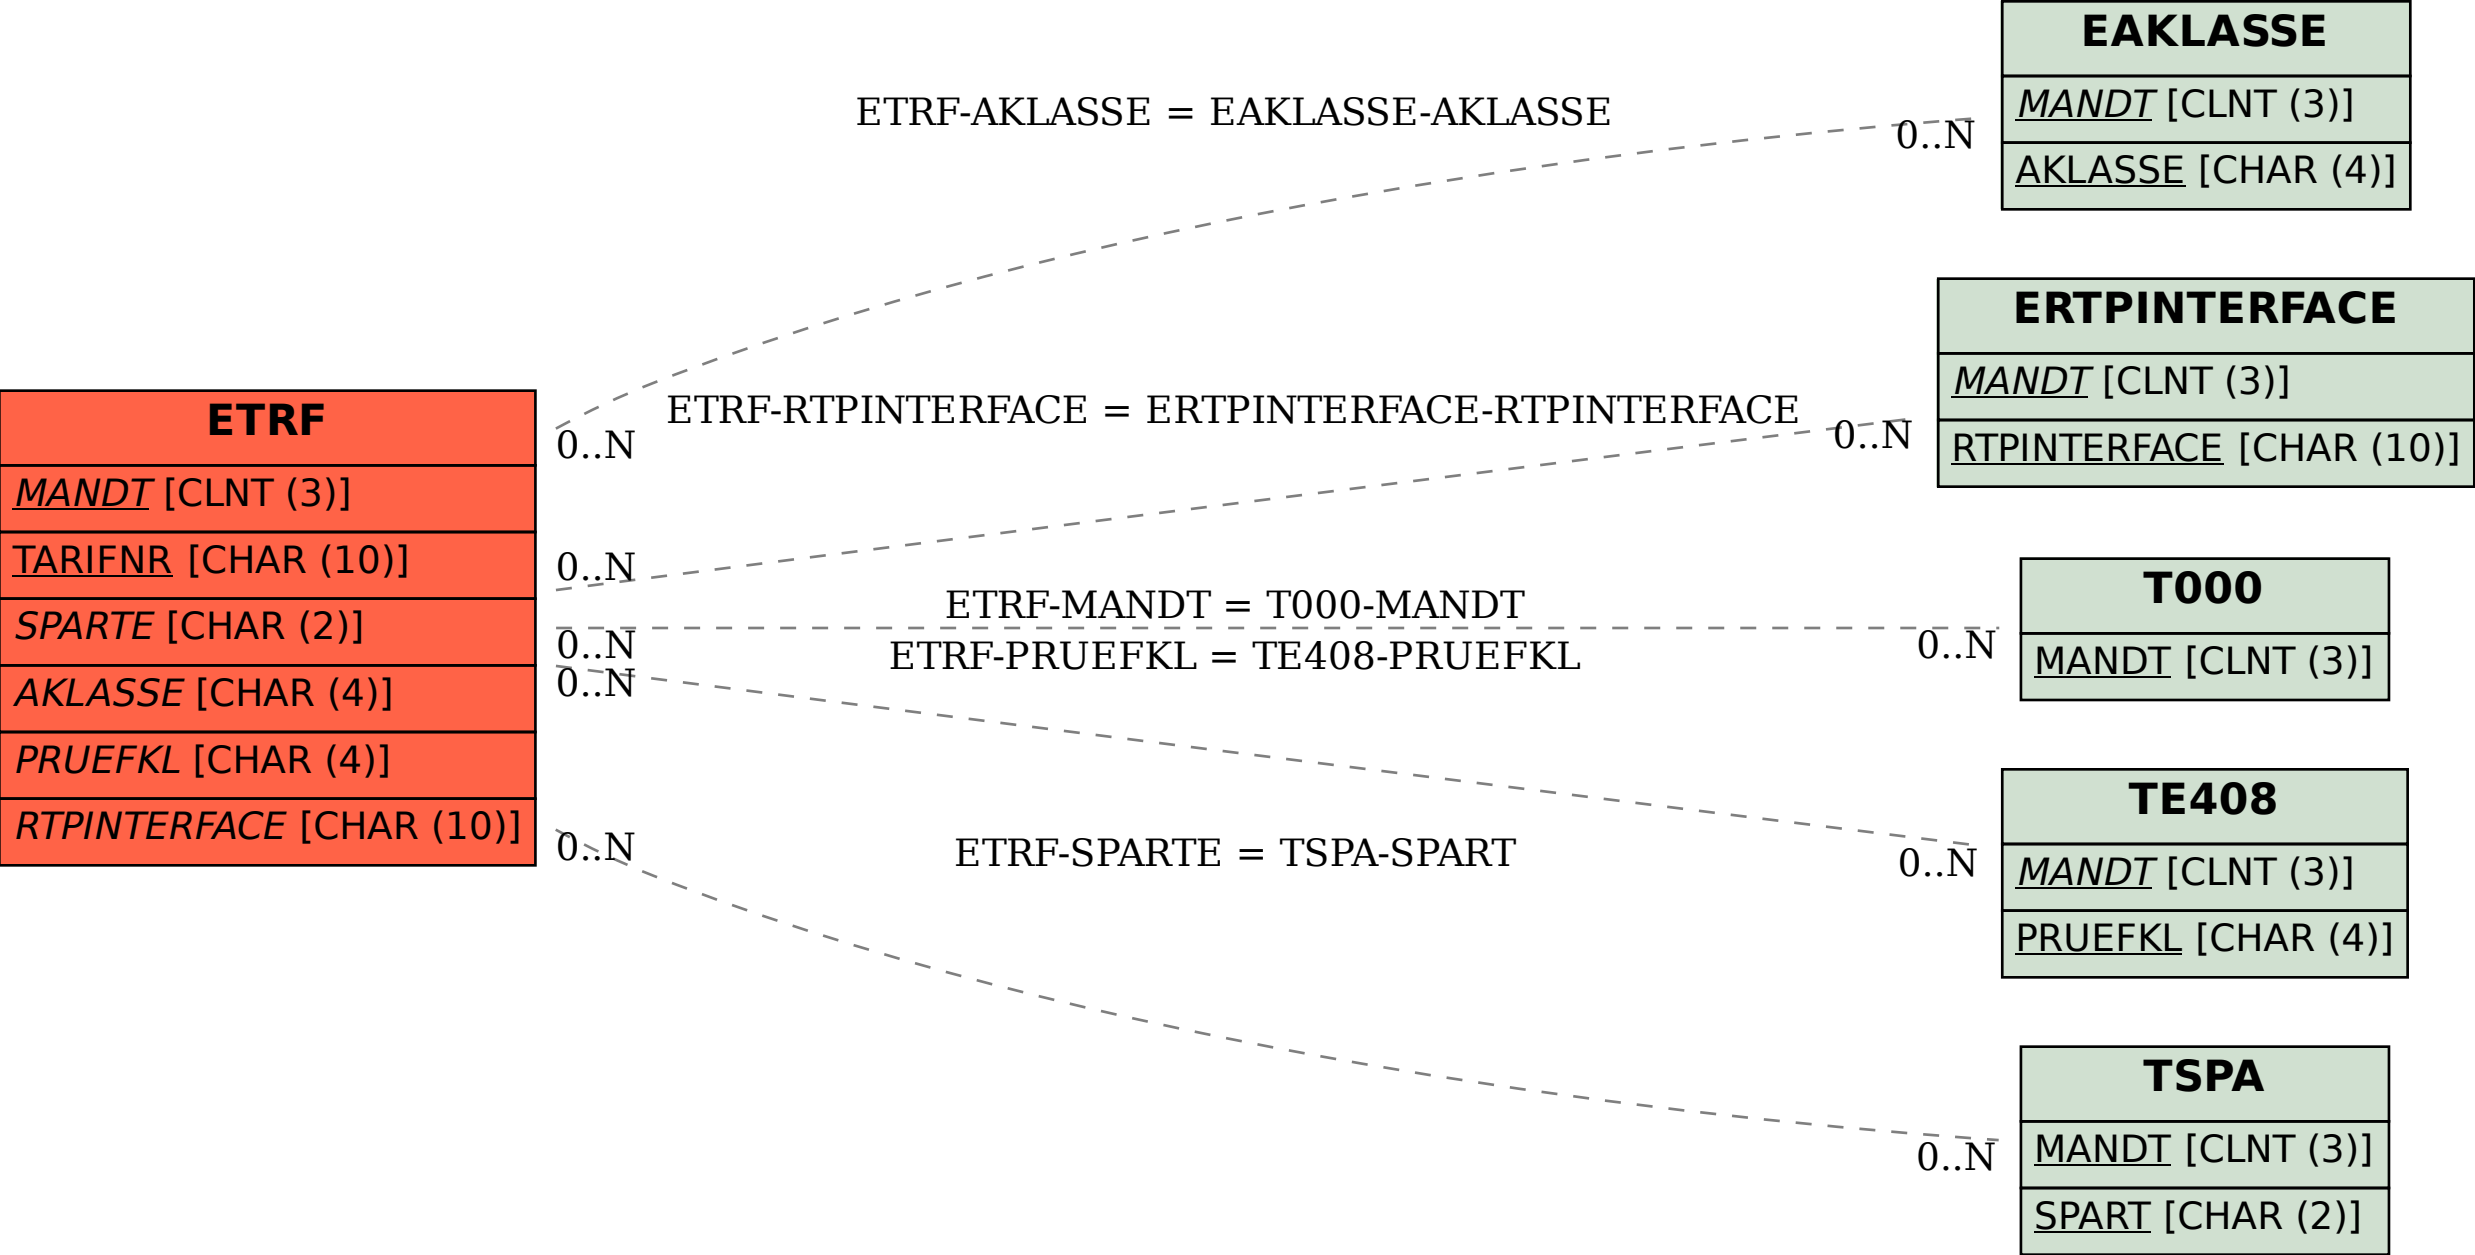 ETRF
MANDT [CLNT (3)]
TARIFNR [CHAR (10)]
SPARTE [CHAR (2)]
AKLASSE [CHAR (4)]
PRUEFKL [CHAR (4)]
RTPINTERFACE [CHAR (10)]
ETRF-AKLASSE = EAKLASSE-AKLASSE
0..N
0..N
ETRF-RTPINTERFACE = ERTPINTERFACE-RTPINTERFACE
0..N
0..N
ETRF-MANDT = T000-MANDT
0..N
0..N
ETRF-PRUEFKL = TE408-PRUEFKL
0..N
0..N
ETRF-SPARTE = TSPA-SPART
0..N
0..N
EAKLASSE
MANDT [CLNT (3)]
AKLASSE [CHAR (4)]
ERTPINTERFACE
MANDT [CLNT (3)]
RTPINTERFACE [CHAR (10)]
T000
MANDT [CLNT (3)]
TE408
MANDT [CLNT (3)]
PRUEFKL [CHAR (4)]
TSPA
MANDT [CLNT (3)]
SPART [CHAR (2)]